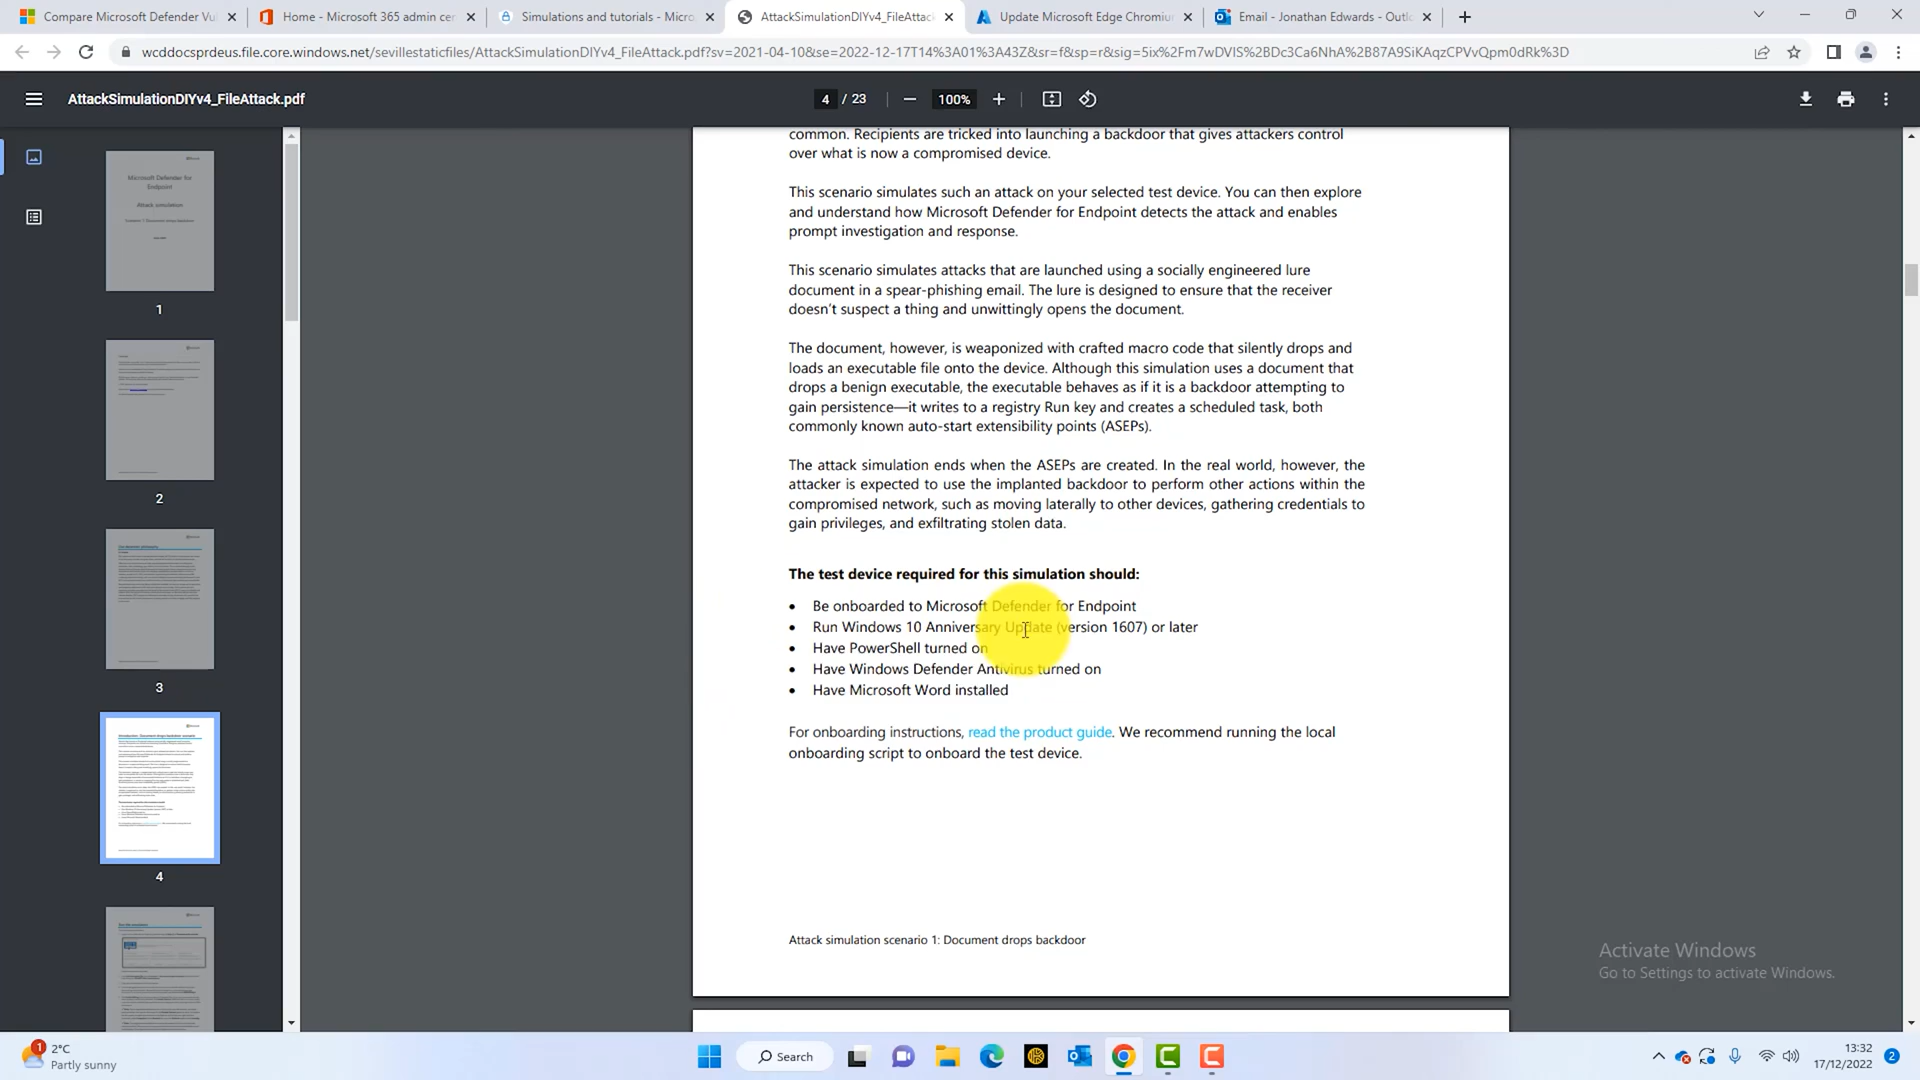 Compare Microsoft Defender Vul
Home - Microsoft 365 admin cen
Simulations and tutorials - Micro
AttackSimulationDIYv4_FileAttack
Update Microsoft Edge Chromiu
Email - Jonathan Edwards - Outlo
wcddocsprdeus.file.core.windows.net/sevillestaticfiles/AttackSimulationDIYv4_FileAttack.pdf?sv=2021-04-10&se=2022-12-17T14%3A01%3A43Z&sr=f&sp=r&sig=5ix%2Fm7wDVIS%2BDc3Ca6NhA%2B87A9SiKAqzCPVvQpm0dRk%3D
AttackSimulationDIYv4_FileAttack.pdf
4 / 23
100%
Microsoft Defender for
Endpoint
Attack simulation
1
2
3
4
common. Recipients are tricked into launching a backdoor that gives attackers control
over what is now a compromised device.
This scenario simulates such an attack on your selected test device. You can then explore
and understand how Microsoft Defender for Endpoint detects the attack and enables
prompt investigation and response.
This scenario simulates attacks that are launched using a socially engineered lure
document in a spear-phishing email. The lure is designed to ensure that the receiver
doesn't suspect a thing and unwittingly opens the document.
The document, however, is weaponized with crafted macro code that silently drops and
loads an executable file onto the device. Although this simulation uses a document that
drops a benign executable, the executable behaves as if it is a backdoor attempting to
gain persistence—it writes to a registry Run key and creates a scheduled task, both
commonly known auto-start extensibility points (ASEPs).
The attack simulation ends when the ASEPs are created. In the real world, however, the
attacker is expected to use the implanted backdoor to perform other actions within the
compromised network, such as moving laterally to other devices, gathering credentials to
gain privileges, and exfiltrating stolen data.
The test device required for this simulation should:
• Be onboarded to Microsoft Defender for Endpoint
• Run Windows 10 Anniversary Update (version 1607) or later
• Have PowerShell turned on
• Have Windows Defender Antivirus turned on
• Have Microsoft Word installed
For onboarding instructions, read the product guide. We recommend running the local
onboarding script to onboard the test device.
Attack simulation scenario 1: Document drops backdoor
Activate Windows
Go to Settings to activate Windows.
1
2°C
Partly sunny
Search
13:32
17/12/2022
2